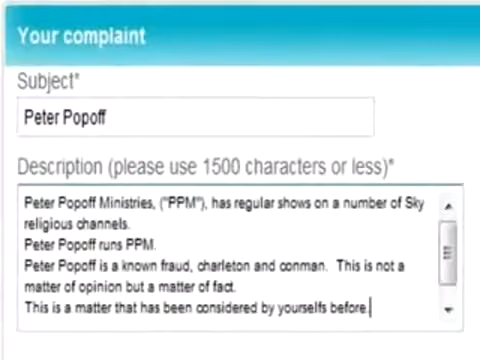 Your complaint
Subject*
Peter Popoff
Description (please use 1500 characters or less)*
Peter Popoff Ministries, ("PPM"), has regular shows on a number of Sky
religious channels.
Peter Popoff runs PPM.
Peter Popoff is a known fraud, charleton and conman.  This is not a
matter of opinion but a matter of fact.
This is a matter that has been considered by yourselfs before.